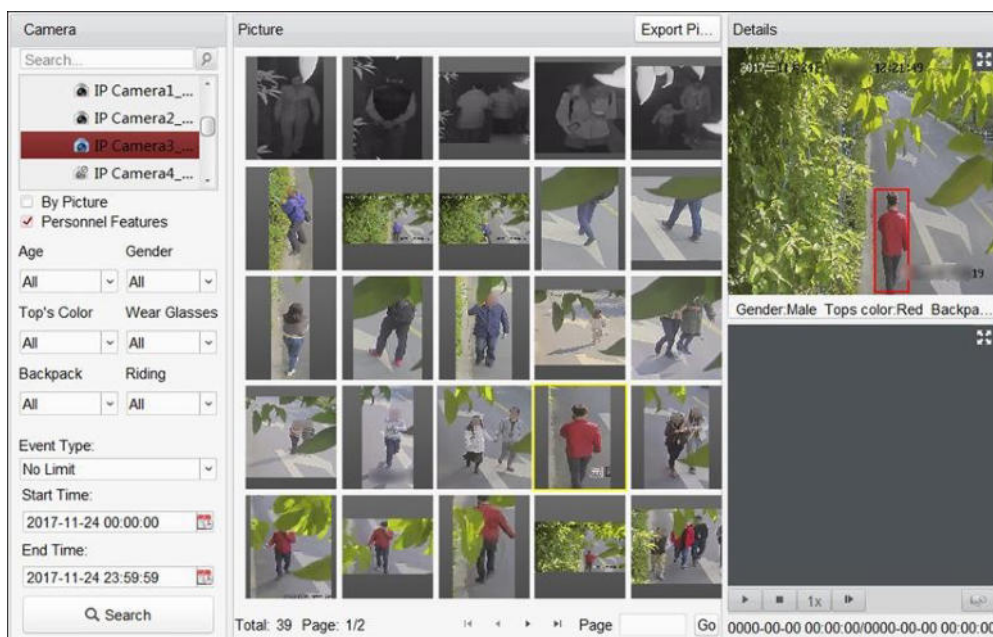 Camera
Search...
IP Camera1_...
IP Camera2_...
IP Camera3_...
IP Camera4_...
By Picture
Personnel Features
Age Gender
All All
Top's Color Wear Glasses
All All
Backpack Riding
All All
Event Type:
No Limit
Start Time:
2017-11-24 00:00:00
End Time:
2017-11-24 23:59:59
Search
Picture Export Pi...
Total: 39 Page: 1/2 Page Go
Details
12:21:49
19
Gender:Male Tops color:Red Backpa...
1x
0000-00-00 00:00:00/0000-00-00 00:00:00